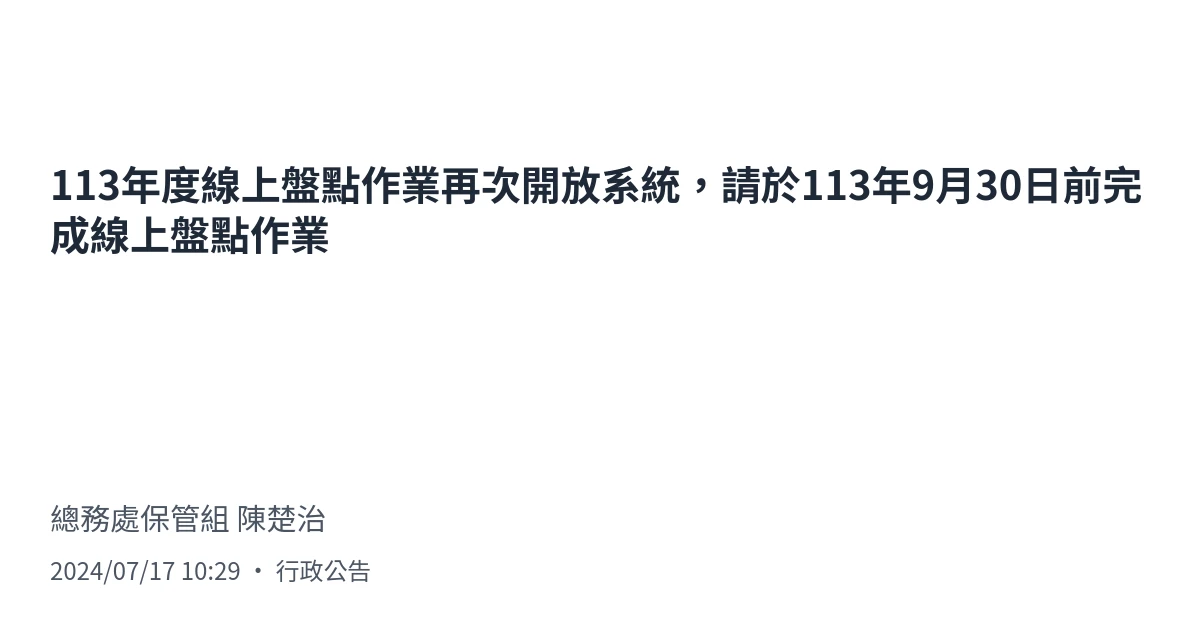 113年度線上盤點作業再次開放系統，請於113年9月30日前完
成線上盤點作業
總務處保管組 陳楚治
2024/07/17 10:29 • 行政公告